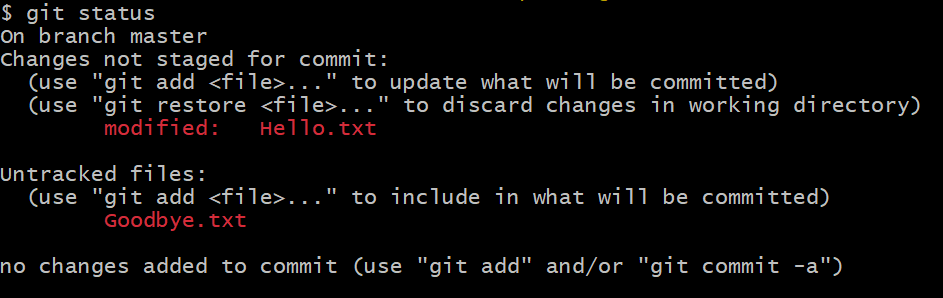 $ git status
On branch master
Changes not staged for commit:
  (use "git add <file>..." to update what will be committed)
  (use "git restore <file>..." to discard changes in working directory)
        modified:   Hello.txt

Untracked files:
  (use "git add <file>..." to include in what will be committed)
        Goodbye.txt

no changes added to commit (use "git add" and/or "git commit -a")